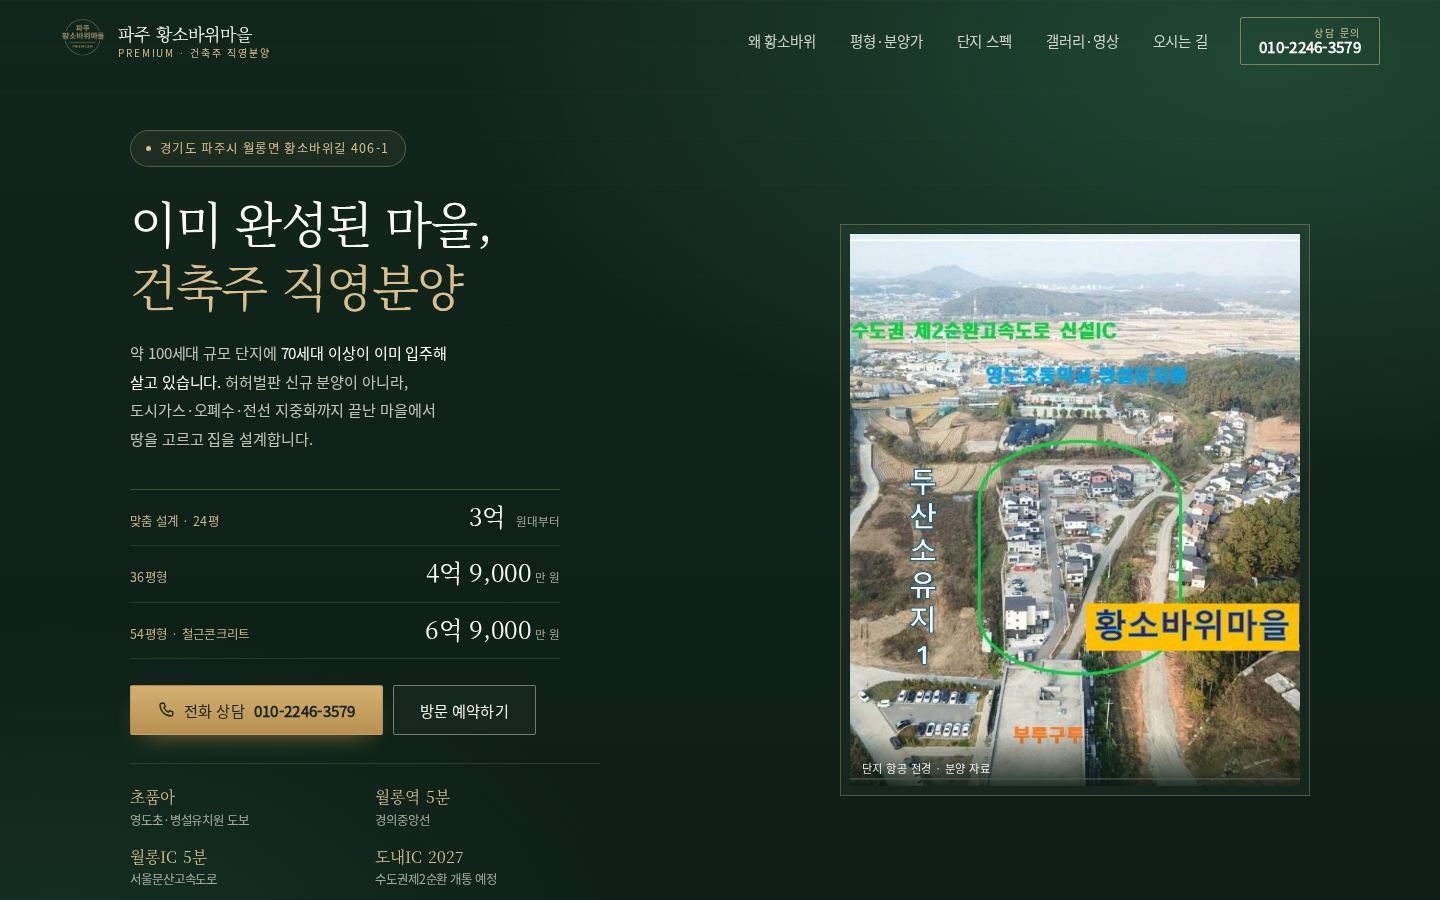 파주
황소바위마을
파주 황소바위마을
PREMIUM · 건축주 직영분양
왜 황소바위
평형·분양가
단지 스펙
갤러리·영상
오시는 길
상담 문의
010-2246-3579
경기도 파주시 월롱면 황소바위길 406-1
이미 완성된 마을,
건축주 직영분양
약 100세대 규모 단지에 70세대 이상이 이미 입주해
살고 있습니다. 허허벌판 신규 분양이 아니라,
도시가스·오폐수·전선 지중화까지 끝난 마을에서
땅을 고르고 집을 설계합니다.
맞춤 설계 · 24평
3억 원대부터
36평형
4억 9,000 만 원
54평형 · 철근콘크리트
6억 9,000 만 원
전화 상담 010-2246-3579
방문 예약하기
초품아
영도초·병설유치원 도보
월롱역 5분
경의중앙선
월롱IC 5분
서울문산고속도로
도내IC 2027
수도권제2순환 개통 예정
수도권 제2순환고속도로 신설IC
영도초등학교.병설유치원
두산소유지1
황소바위마을
부투구투
단지 항공 전경 · 분양 자료